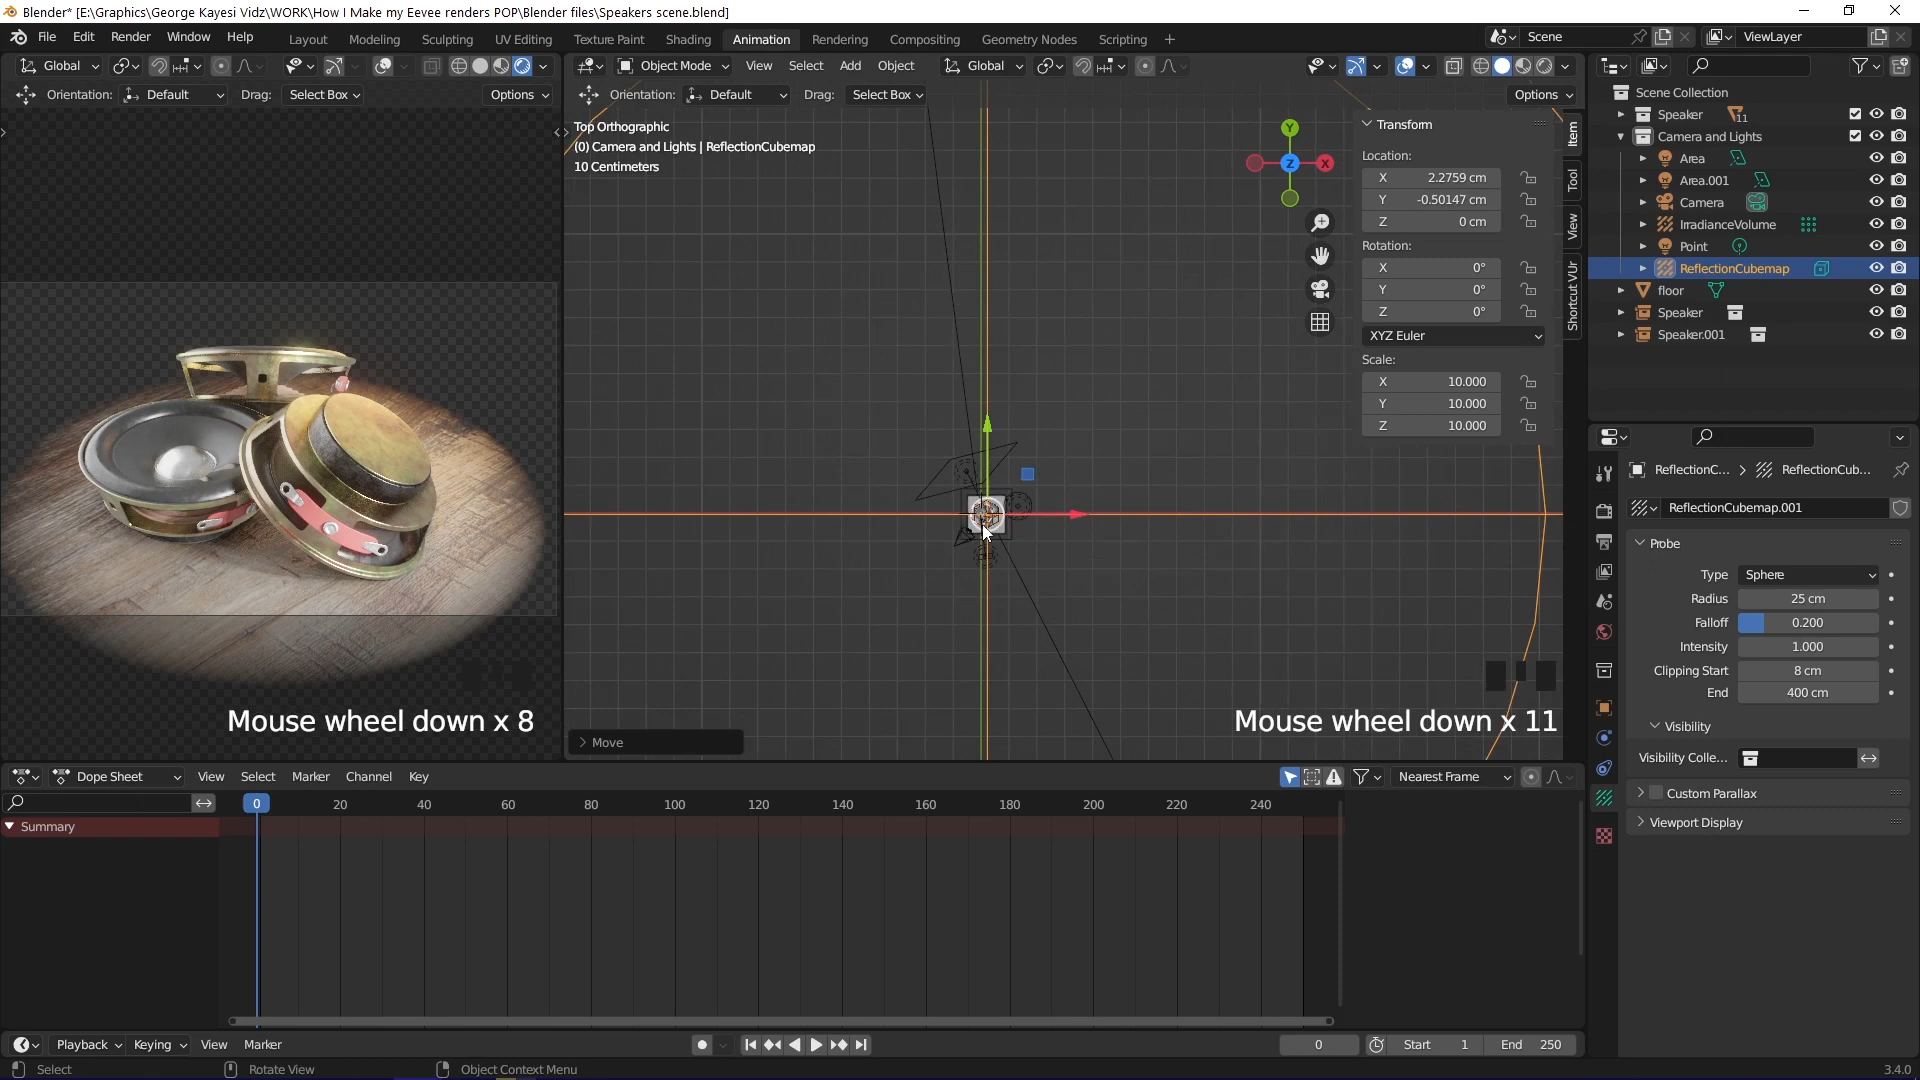 Blender* [E:\Graphics\George Kayesi Vidz\WORK\How I Make my Eevee renders POP\Blender files\Speakers scene.blend]
File Edit Render Window Help Layout Modeling Sculpting UV Editing Texture Paint Shading Animation Rendering Compositing Geometry Nodes Scripting + Scene ViewLayer
Global Object Mode View Select Add Object Global
Orientation: Default Drag: Select Box Options Orientation: Default Drag: Select Box Options
Top Orthographic
(0) Camera and Lights | ReflectionCubemap
10 Centimeters
Y
X
Z
Transform
Location:
X 2.2759 cm
Y -0.50147 cm
Z 0 cm
Rotation:
X 0°
Y 0°
Z 0°
XYZ Euler
Scale:
X 10.000
Y 10.000
Z 10.000
Item
Tool
View
Shortcut VUr
Scene Collection
Speaker 11
Camera and Lights
Area
Area.001
Camera
IrradianceVolume
Point
ReflectionCubemap
floor
Speaker
Speaker.001
ReflectionC... > ReflectionCub...
ReflectionCubemap.001
Probe
Type Sphere
Radius 25 cm
Falloff 0.200
Intensity 1.000
Clipping Start 8 cm
End 400 cm
Visibility
Visibility Colle...
Custom Parallax
Viewport Display
Mouse wheel down x 8
Mouse wheel down x 11
Move
Dope Sheet View Select Marker Channel Key Nearest Frame
0 20 40 60 80 100 120 140 160 180 200 220 240
Summary
Playback Keying View Marker 0 Start 1 End 250
Select Rotate View Object Context Menu 3.4.0